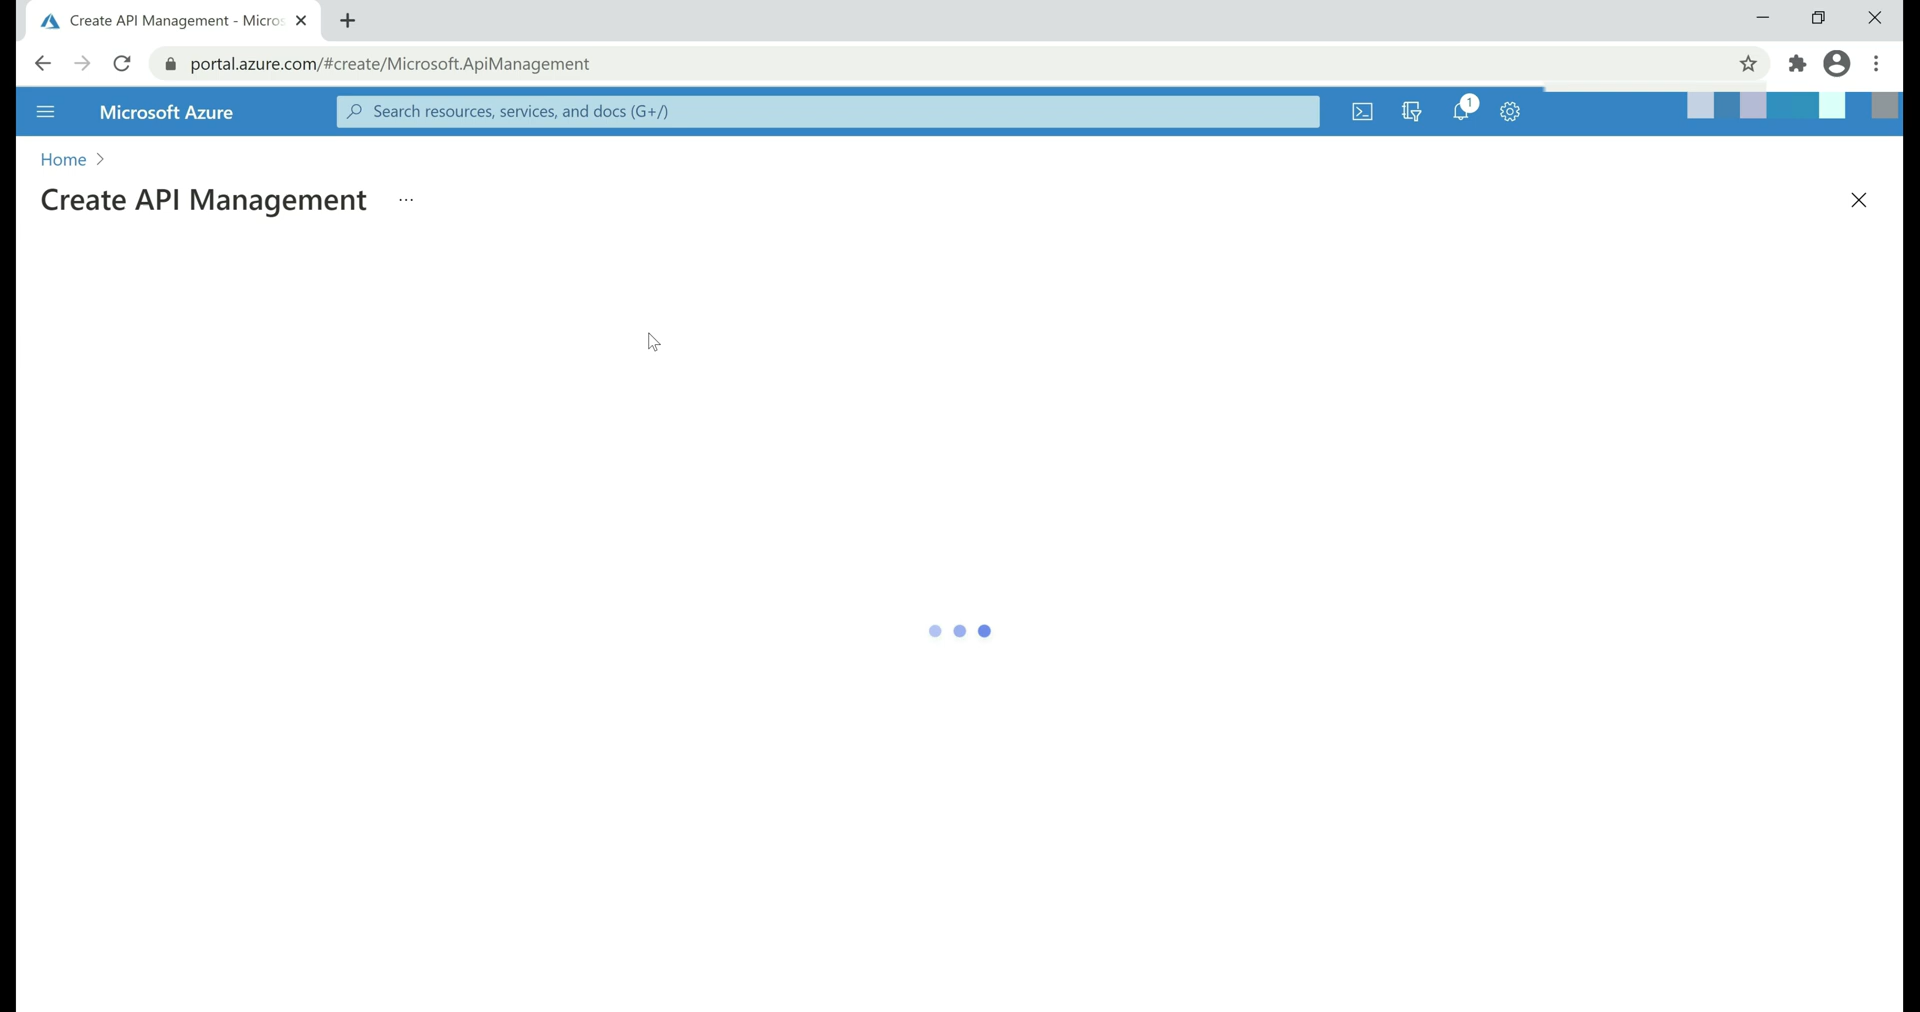 Create API Management - Micros
portal.azure.com/#create/Microsoft.ApiManagement
Microsoft Azure
Search resources, services, and docs (G+/)
1
Home
Create API Management
...